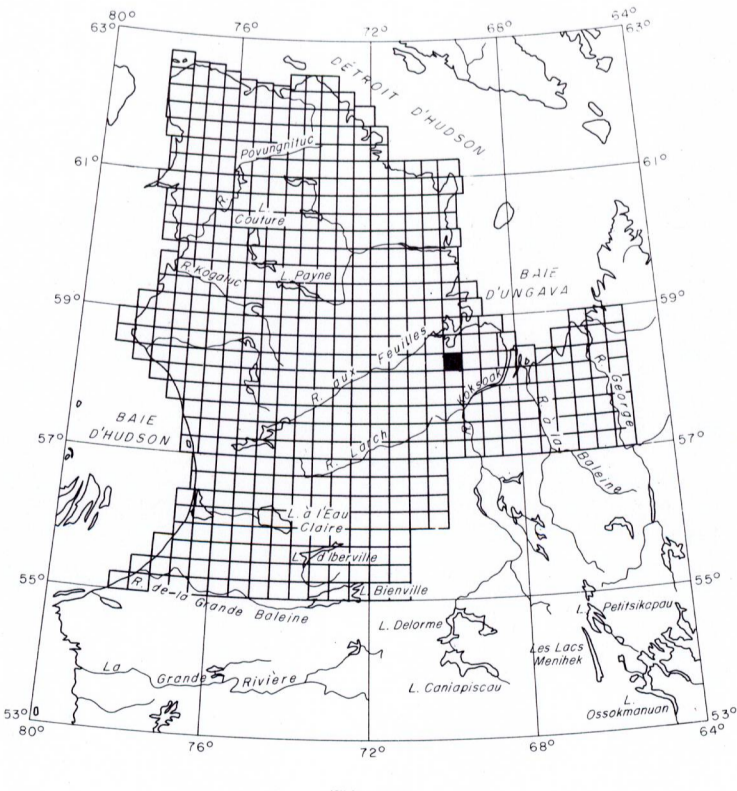 80°
76°
72°
68°
64°
63°
63°
DÉTROIT D'HUDSON
Povungnituc
R.
61°
61°
L.
Couture
R. Kogaluc
L. Payne
BAIE
D'UNGAVA
59°
59°
R. aux Feuilles
Koksoak
R. George
R. à la Baleine
BAIE
D'HUDSON
57°
57°
R. Larch
L. à l'Eau
Claire
L. d'Iberville
55°
55°
R. de-la Grande Baleine
L. Bienville
L. Delorme
L. Petitsikapau
Les Lacs
Menihek
La Grande Rivière
L. Caniapiscau
L.
Ossokmanuan
53°
53°
80°
76°
72°
68°
64°